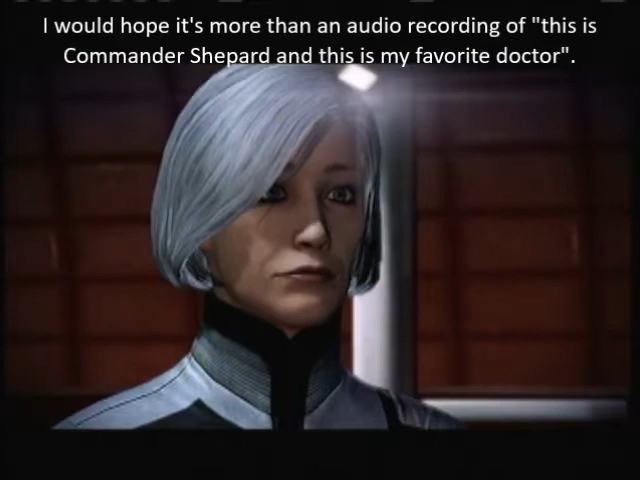 I would hope it's more than an audio recording of "this is
Commander Shepard and this is my favorite doctor".